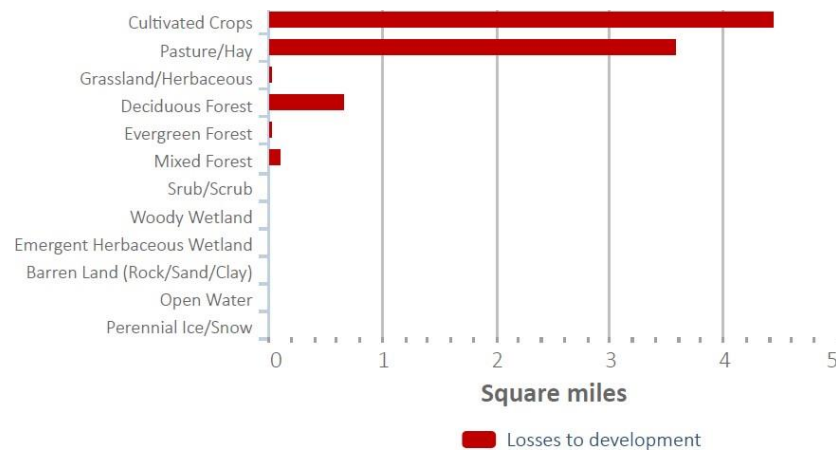 Cultivated Crops
Pasture/Hay
Grassland/Herbaceous
Deciduous Forest
Evergreen Forest
Mixed Forest
Srub/Scrub
Woody Wetland
Emergent Herbaceous Wetland
Barren Land (Rock/Sand/Clay)
Open Water
Perennial Ice/Snow
0 1 2 3 4 5
Square miles
Losses to development